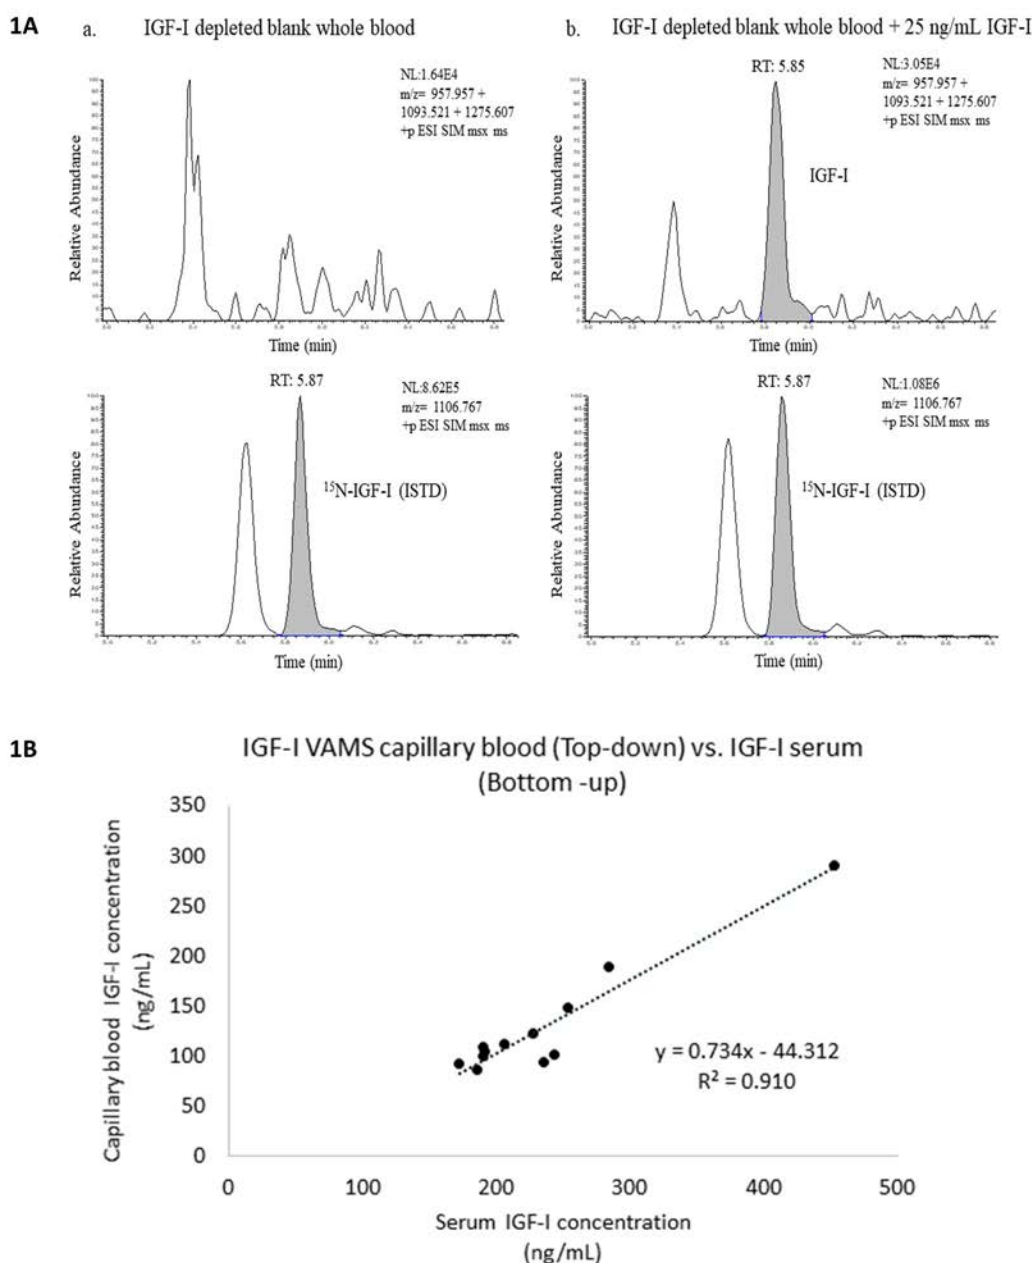 1A
a. IGF-I depleted blank whole blood
NL:1.64E4
m/z= 957.957 +
1093.521 + 1275.607
+p ESI SIM msx ms
Relative Abundance
Time (min)
b. IGF-I depleted blank whole blood + 25 ng/mL IGF-I
RT: 5.85
NL:3.05E4
m/z= 957.957 +
1093.521 + 1275.607
+p ESI SIM msx ms
IGF-I
Relative Abundance
Time (min)
RT: 5.87
NL:8.62E5
m/z= 1106.767
+p ESI SIM msx ms
¹⁵N-IGF-I (ISTD)
Relative Abundance
Time (min)
RT: 5.87
NL:1.08E6
m/z= 1106.767
+p ESI SIM msx ms
¹⁵N-IGF-I (ISTD)
Relative Abundance
Time (min)
1B
IGF-I VAMS capillary blood (Top-down) vs. IGF-I serum
(Bottom -up)
Capillary blood IGF-I concentration
(ng/mL)
350
300
250
200
150
100
50
0
y = 0.734x - 44.312
R² = 0.910
0 100 200 300 400 500
Serum IGF-I concentration
(ng/mL)